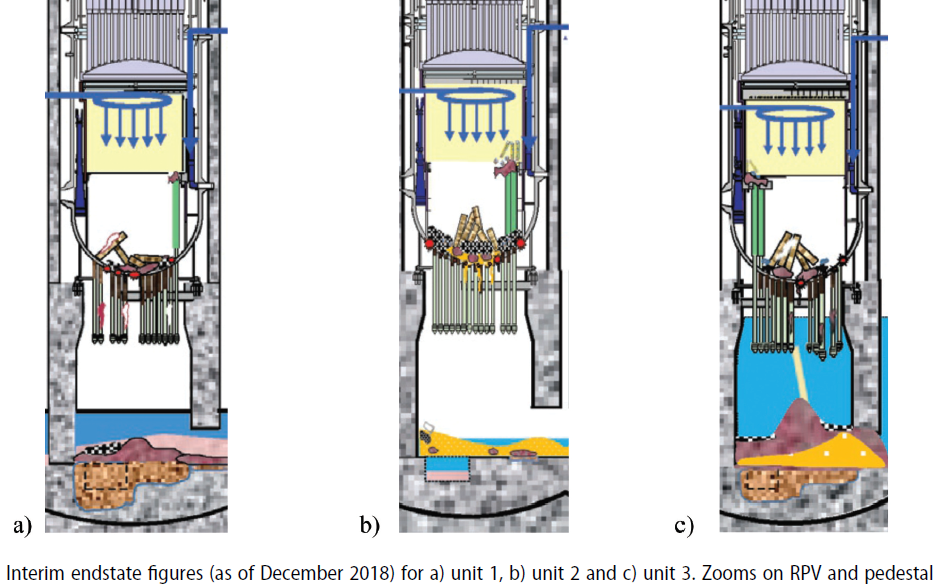 a)
b)
c)
Interim endstate figures (as of December 2018) for a) unit 1, b) unit 2 and c) unit 3. Zooms on RPV and pedestal